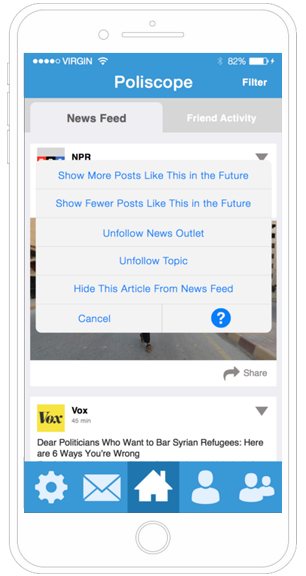 VIRGIN 82%
Poliscope Filter
News Feed Friend Activity
NPR
Show More Posts Like This in the Future
Show Fewer Posts Like This in the Future
Unfollow News Outlet
Unfollow Topic
Hide This Article From News Feed
Cancel ?
Share
Vox
Vox
45 min
Dear Politicians Who Want to Bar Syrian Refugees: Here
are 6 Ways You're Wrong